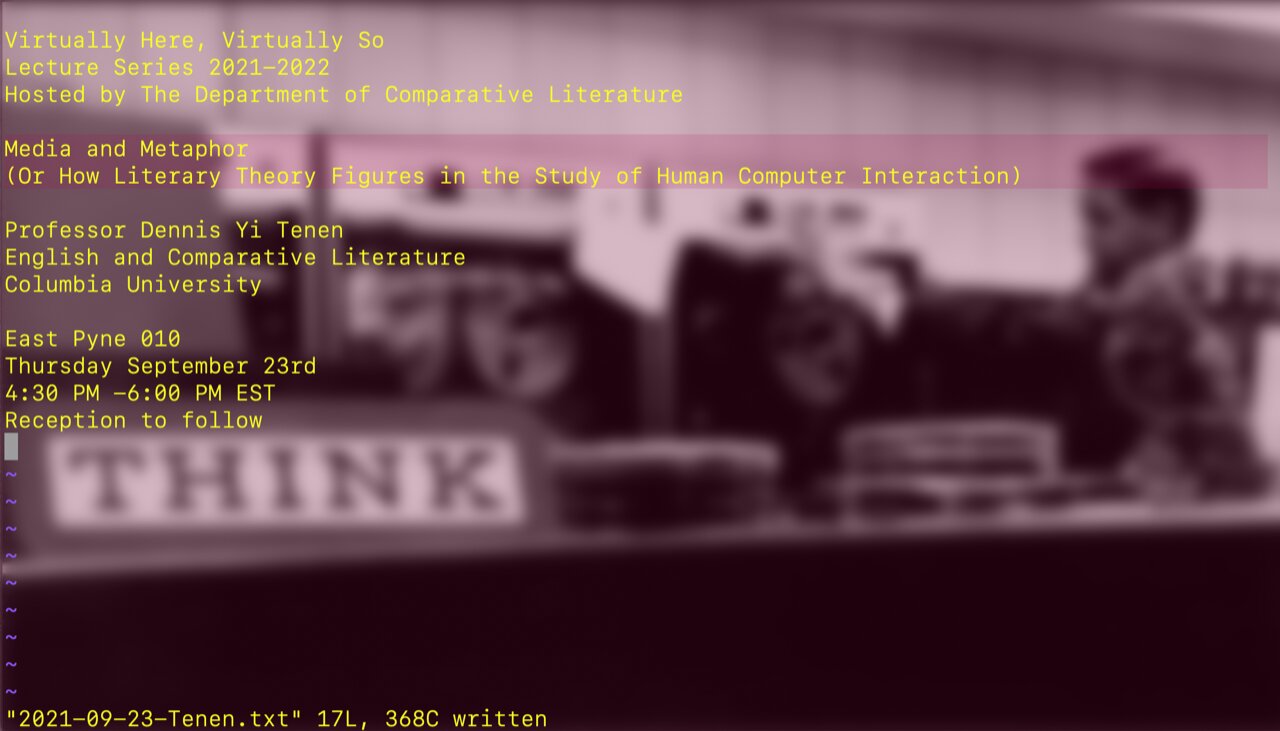 Virtually Here, Virtually So
Lecture Series 2021-2022
Hosted by The Department of Comparative Literature
Media and Metaphor
(Or How Literary Theory Figures in the Study of Human Computer Interaction)
Professor Dennis Yi Tenen
English and Comparative Literature
Columbia University
East Pyne 010
Thursday September 23rd
4:30 PM -6:00 PM EST
Reception to follow
THINK
~
~
~
~
~
~
~
~
~
"2021-09-23-Tenen.txt" 17L, 368C written